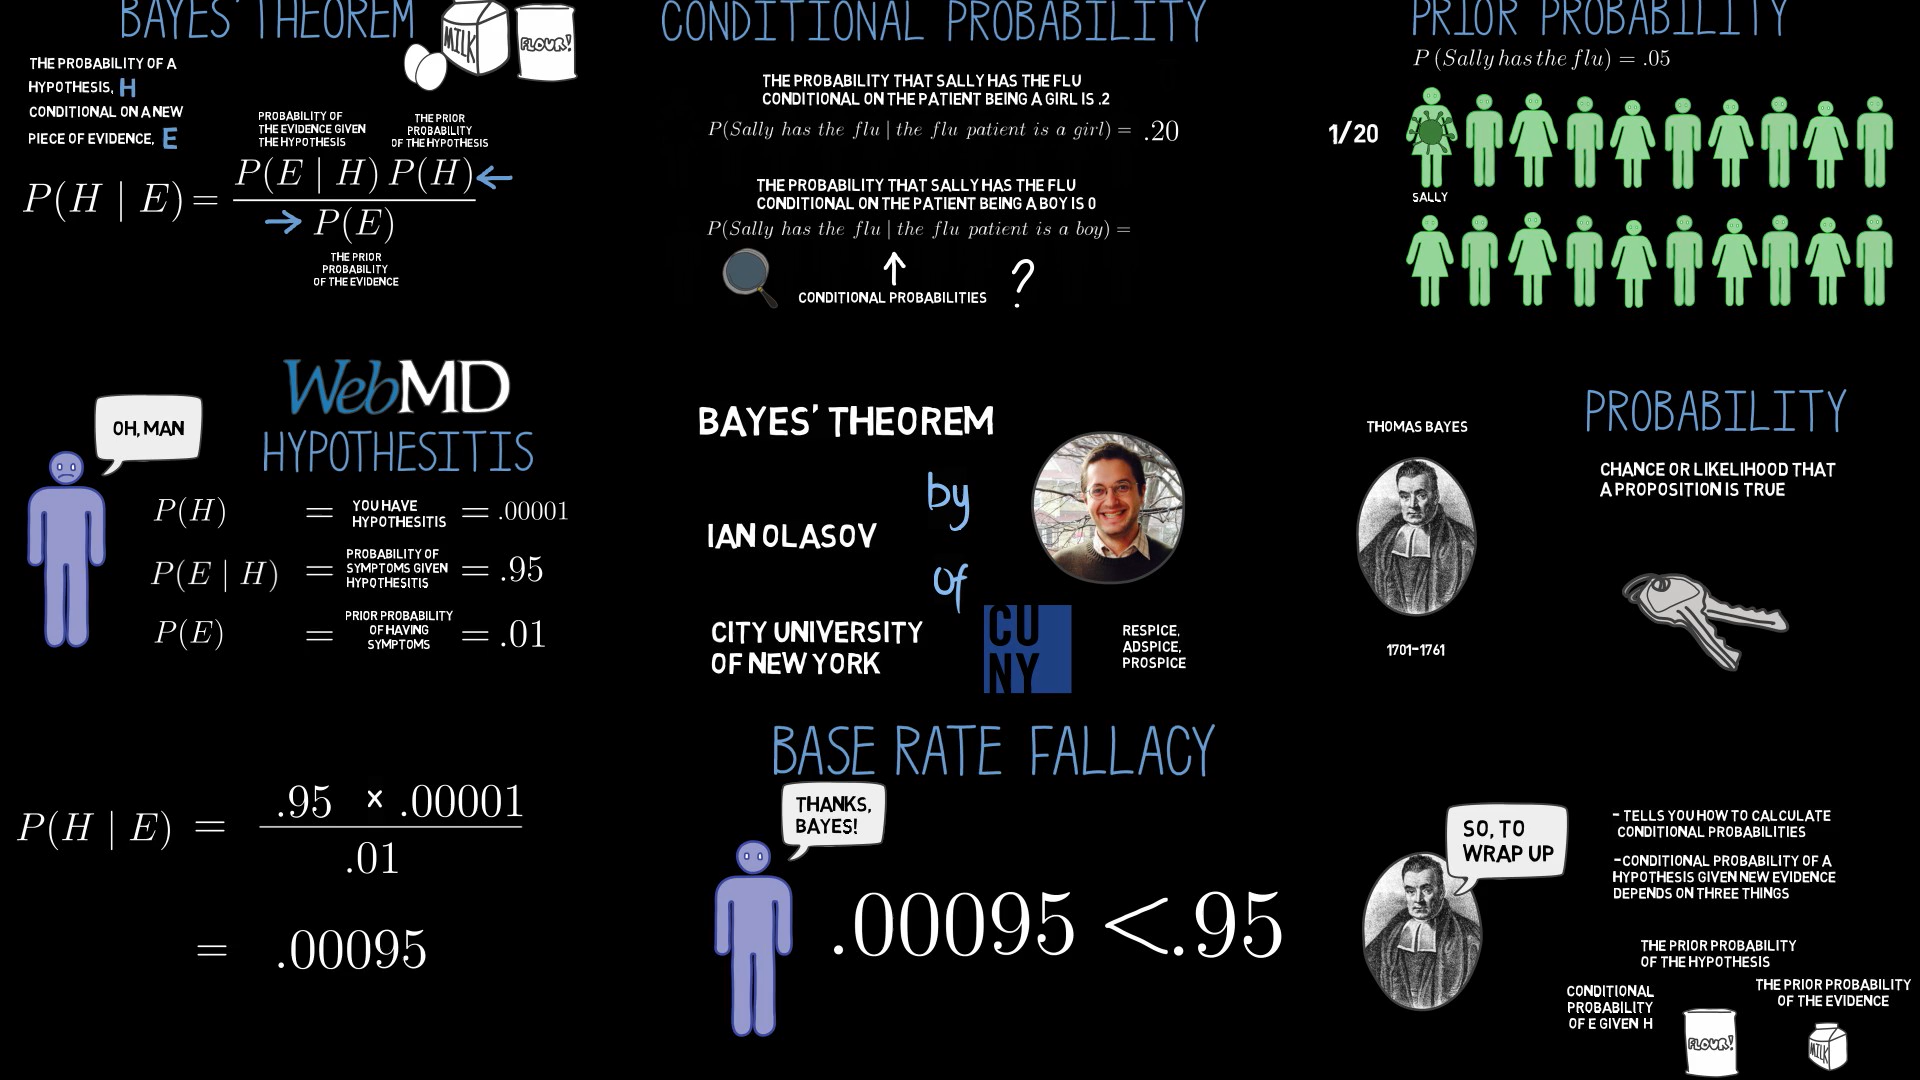 BAYES' THEOREM
MILK
FLOUR!
THE PROBABILITY OF A
HYPOTHESIS, H
CONDITIONAL ON A NEW
PIECE OF EVIDENCE, E
PROBABILITY OF
THE EVIDENCE GIVEN
THE HYPOTHESIS
THE PRIOR
PROBABILITY
OF THE HYPOTHESIS
P(H | E) = P(E | H) P(H) ←
→ P(E)
THE PRIOR
PROBABILITY
OF THE EVIDENCE
CONDITIONAL PROBABILITY
THE PROBABILITY THAT SALLY HAS THE FLU
CONDITIONAL ON THE PATIENT BEING A GIRL IS .2
P(Sally has the flu | the flu patient is a girl) = .20
THE PROBABILITY THAT SALLY HAS THE FLU
CONDITIONAL ON THE PATIENT BEING A BOY IS 0
P(Sally has the flu | the flu patient is a boy) =
↑
CONDITIONAL PROBABILITIES
?
PRIOR PROBABILITY
P (Sally has the flu) = .05
1/20
SALLY
WebMD
HYPOTHESITIS
OH, MAN
P(H) = YOU HAVE
HYPOTHESITIS = .00001
P(E | H) = PROBABILITY OF
SYMPTOMS GIVEN
HYPOTHESITIS = .95
P(E) = PRIOR PROBABILITY
OF HAVING
SYMPTOMS = .01
BAYES' THEOREM
by
IAN OLASOV
of
CITY UNIVERSITY
OF NEW YORK
CU
NY
RESPICE,
ADSPICE,
PROSPICE
THOMAS BAYES
1701-1761
PROBABILITY
CHANCE OR LIKELIHOOD THAT
A PROPOSITION IS TRUE
P(H | E) = .95 × .00001
.01
= .00095
BASE RATE FALLACY
THANKS,
BAYES!
.00095 < .95
SO, TO
WRAP UP
- TELLS YOU HOW TO CALCULATE
CONDITIONAL PROBABILITIES
-CONDITIONAL PROBABILITY OF A
HYPOTHESIS GIVEN NEW EVIDENCE
DEPENDS ON THREE THINGS
THE PRIOR PROBABILITY
OF THE HYPOTHESIS
CONDITIONAL
PROBABILITY
OF E GIVEN H
THE PRIOR PROBABILITY
OF THE EVIDENCE
FLOUR!
MILK